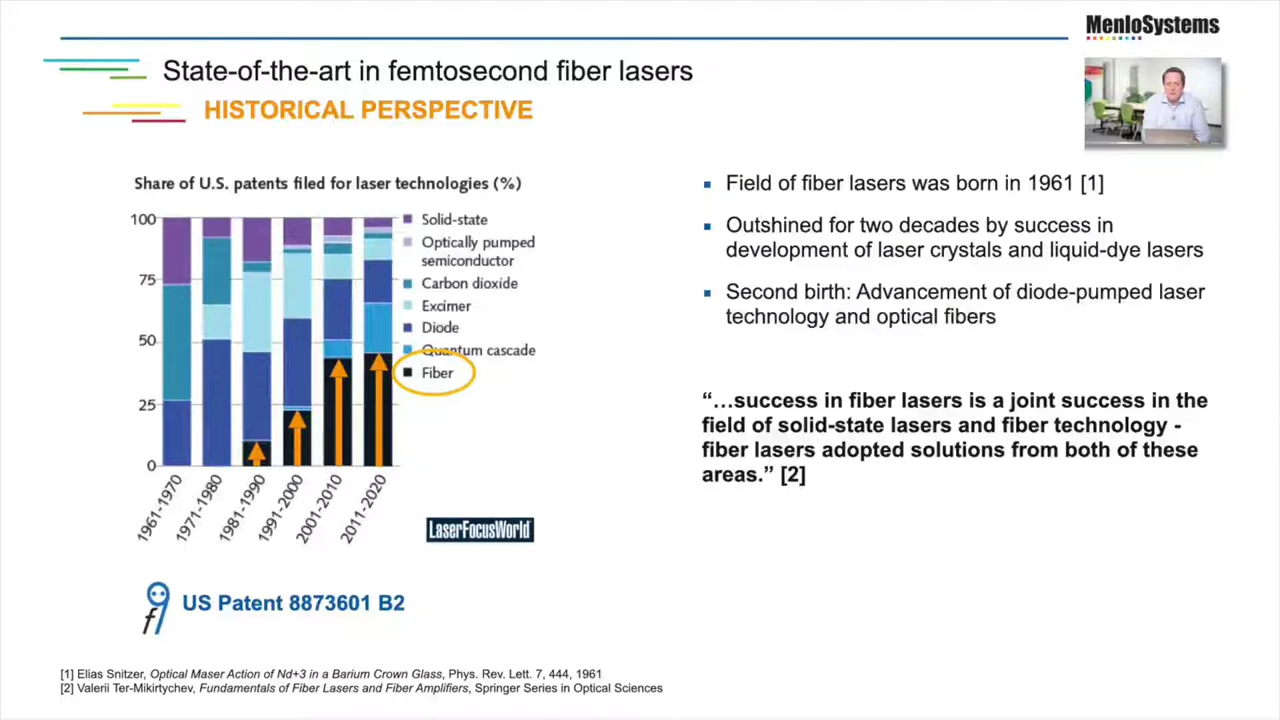 MenloSystems
State-of-the-art in femtosecond fiber lasers
HISTORICAL PERSPECTIVE
Share of U.S. patents filed for laser technologies (%)
100
75
50
25
0
1961-1970
1971-1980
1981-1990
1991-2000
2001-2010
2011-2020
Solid-state
Optically pumped
semiconductor
Carbon dioxide
Excimer
Diode
Quantum cascade
Fiber
LaserFocusWorld
f9
US Patent 8873601 B2
▪ Field of fiber lasers was born in 1961 [1]
▪ Outshined for two decades by success in
development of laser crystals and liquid-dye lasers
▪ Second birth: Advancement of diode-pumped laser
technology and optical fibers
“…success in fiber lasers is a joint success in the
field of solid-state lasers and fiber technology -
fiber lasers adopted solutions from both of these
areas.” [2]
[1] Elias Snitzer, Optical Maser Action of Nd+3 in a Barium Crown Glass, Phys. Rev. Lett. 7, 444, 1961
[2] Valerii Ter-Mikirtychev, Fundamentals of Fiber Lasers and Fiber Amplifiers, Springer Series in Optical Sciences